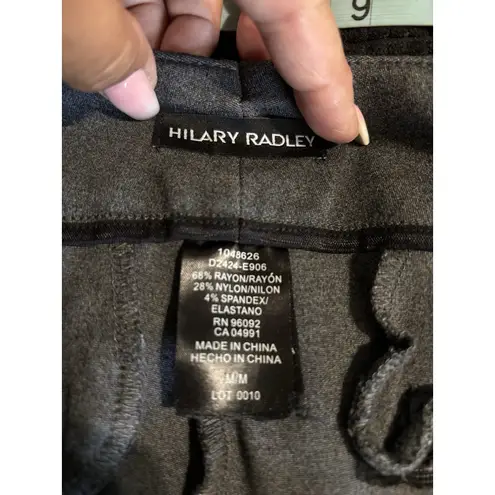 9
HILARY RADLEY
1048626
D2424-E906
68% RAYON/RAYÓN
28% NYLON/NILON
4% SPANDEX/
ELASTANO
RN 96092
CA 04991
MADE IN CHINA
HECHO IN CHINA
M/M
LOT 0010